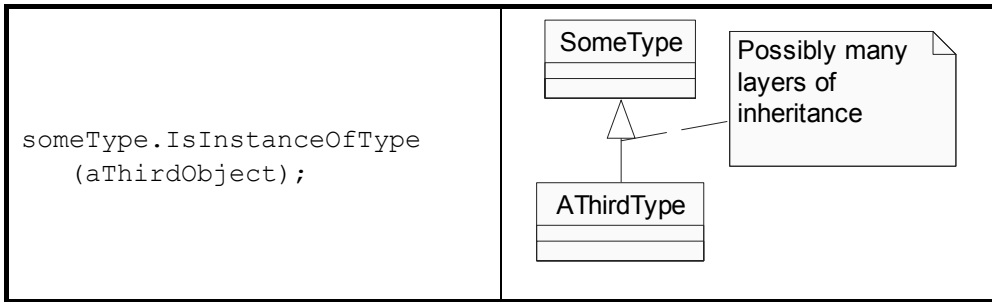 someType.IsInstanceOfType
(aThirdObject);
SomeType
Possibly many
layers of
inheritance
AThirdType